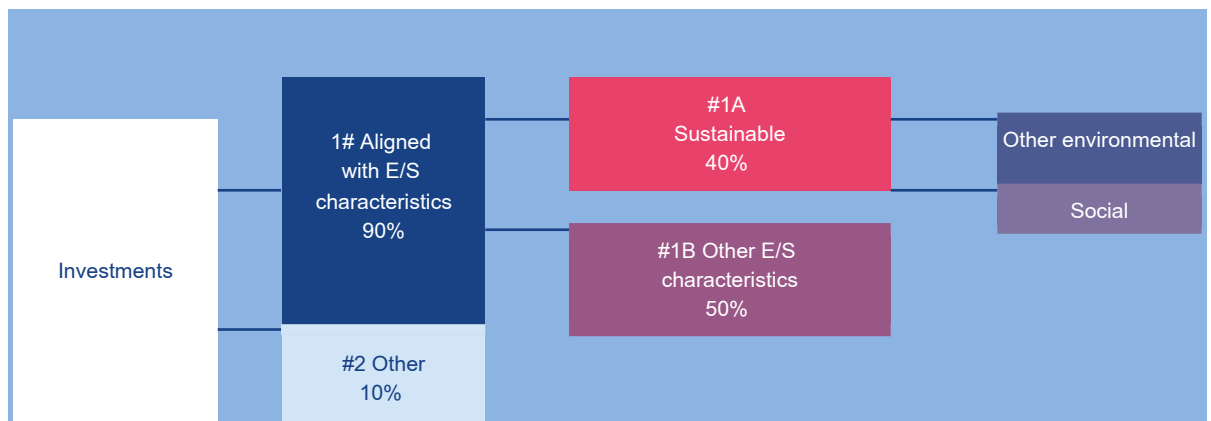 Investments
1# Aligned
with E/S
characteristics
90%
#2 Other
10%
#1A
Sustainable
40%
#1B Other E/S
characteristics
50%
Other environmental
Social